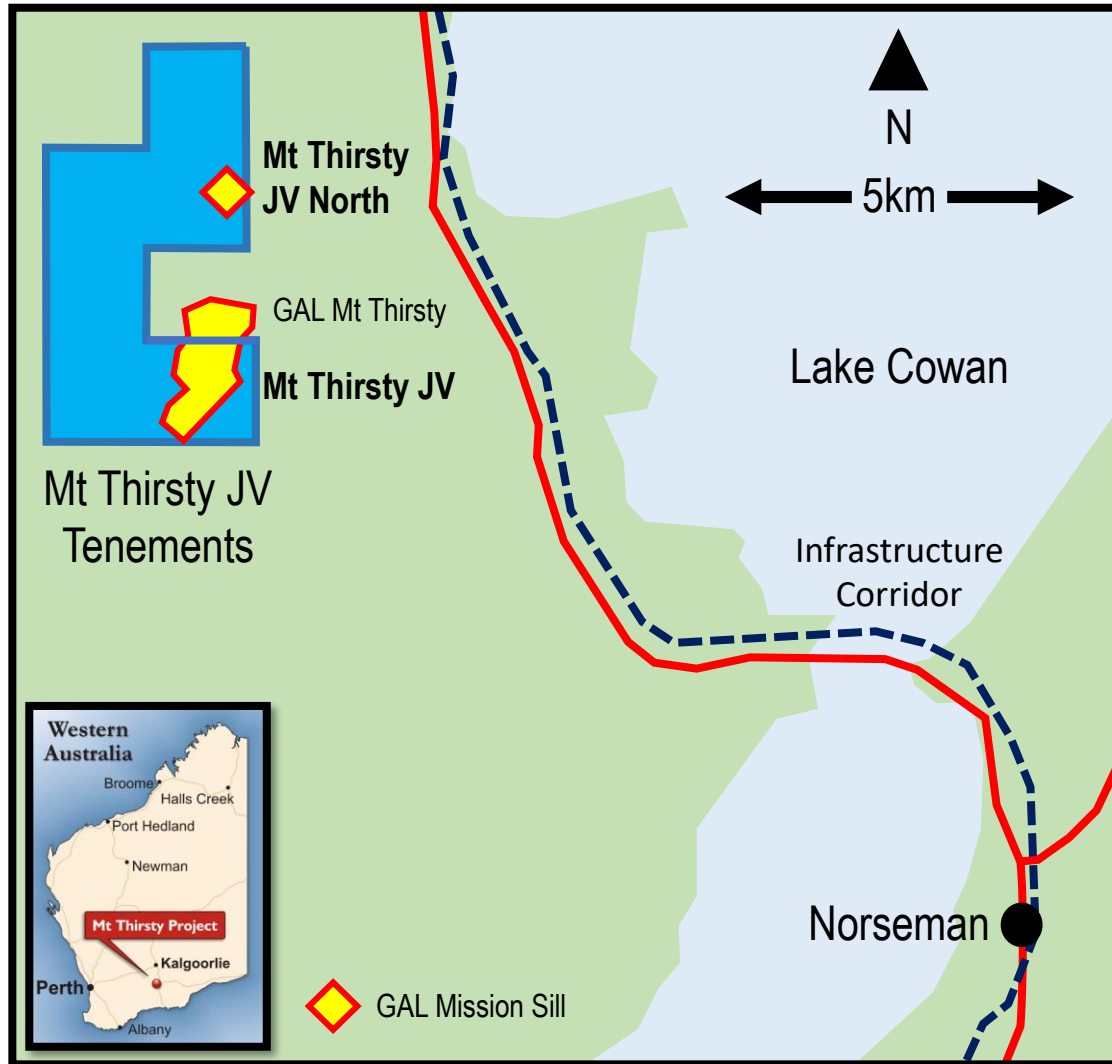 N
5km
Mt Thirsty
JV North
GAL Mt Thirsty
Mt Thirsty JV
Lake Cowan
Mt Thirsty JV
Tenements
Infrastructure
Corridor
Norseman
GAL Mission Sill
Western
Australia
Broome
Halls Creek
Port Hedland
Newman
Mt Thirsty Project
Kalgoorlie
Perth
Albany